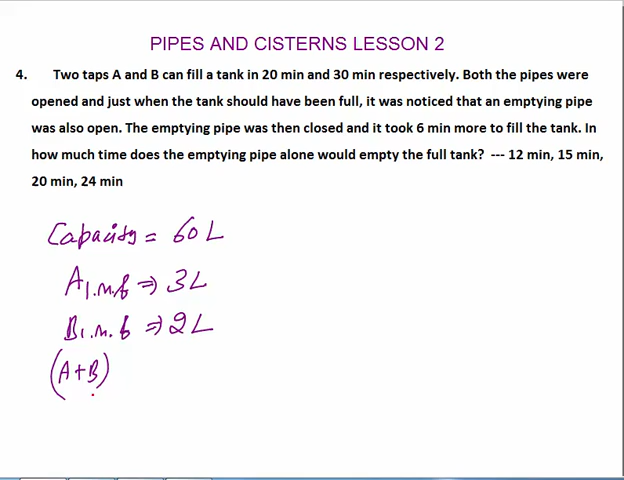 PIPES AND CISTERNS LESSON 2
4. Two taps A and B can fill a tank in 20 min and 30 min respectively. Both the pipes were
opened and just when the tank should have been full, it was noticed that an emptying pipe
was also open. The emptying pipe was then closed and it took 6 min more to fill the tank. In
how much time does the emptying pipe alone would empty the full tank? --- 12 min, 15 min,
20 min, 24 min
Capacity = 60 L
A 1.m.f => 3L
B 1.m.f => 2L
(A+B)